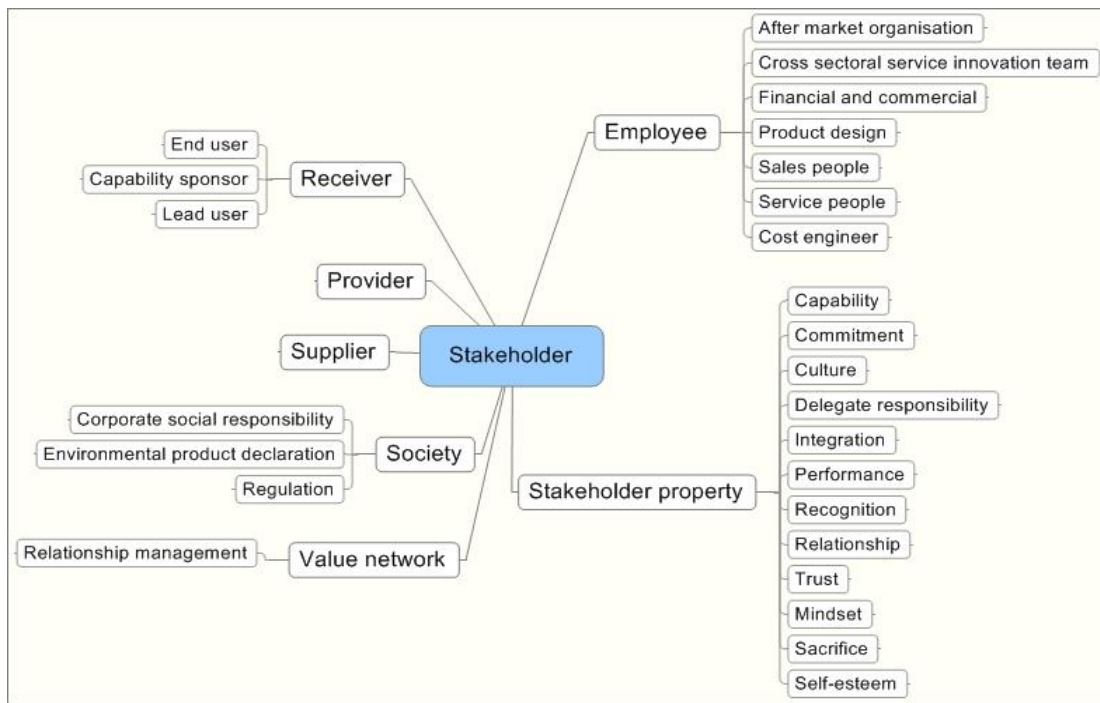 After market organisation
Cross sectoral service innovation team
Financial and commercial
Employee
Product design
Sales people
Service people
Cost engineer
End user
Capability sponsor
Receiver
Lead user
Provider
Supplier
Stakeholder
Corporate social responsibility
Environmental product declaration
Society
Regulation
Relationship management
Value network
Capability
Commitment
Culture
Delegate responsibility
Integration
Performance
Stakeholder property
Recognition
Relationship
Trust
Mindset
Sacrifice
Self-esteem